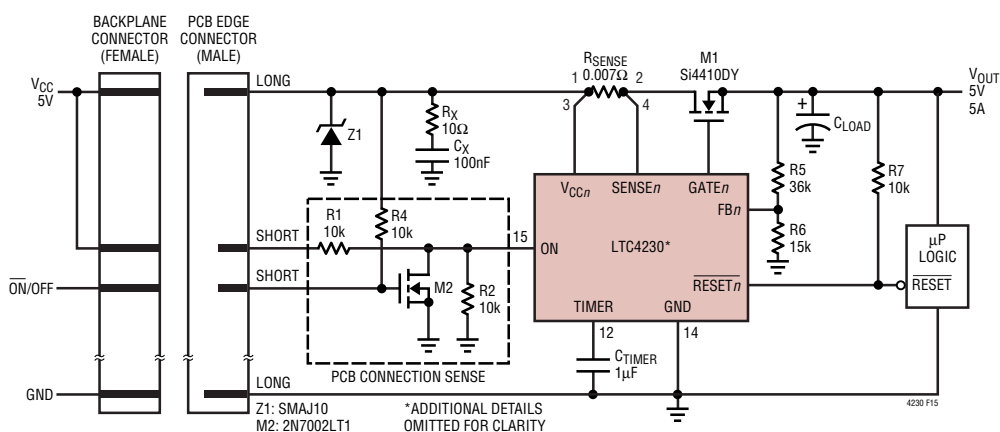 BACKPLANE
CONNECTOR
(FEMALE)
PCB EDGE
CONNECTOR
(MALE)
VCC
5V
LONG
Z1
RX
10Ω
CX
100nF
RSENSE
0.007Ω
1
2
3
4
M1
Si4410DY
VOUT
5V
5A
+
CLOAD
R5
36k
R7
10k
R6
15k
VCCn
SENSEn
GATEn
FBn
LTC4230*
15
ON
RESETn
TIMER
GND
12
14
CTIMER
1µF
µP
LOGIC
RESET
SHORT
R1
10k
R4
10k
SHORT
M2
R2
10k
ON/OFF
PCB CONNECTION SENSE
GND
LONG
Z1: SMAJ10
M2: 2N7002LT1
*ADDITIONAL DETAILS
OMITTED FOR CLARITY
4230 F15